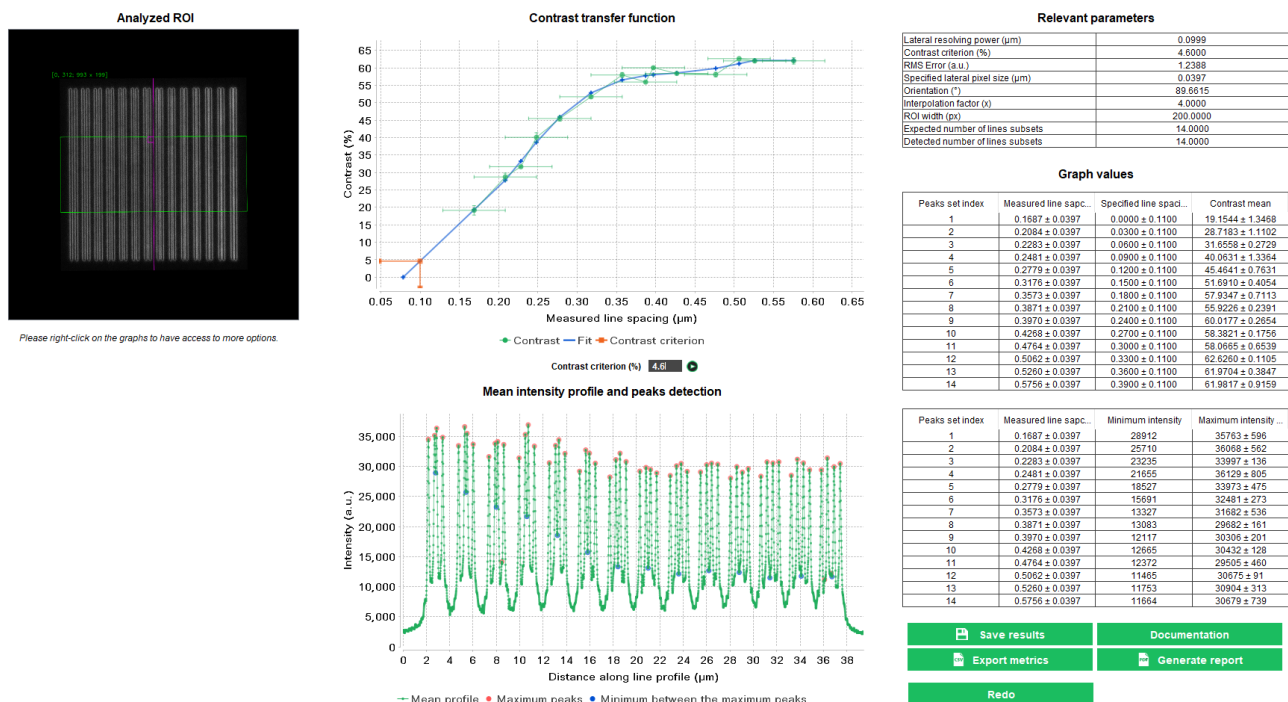 Analyzed ROI
[0, 312, 993 × 199]
Please right-click on the graphs to have access to more options.
Contrast transfer function
Contrast (%)
65
60
55
50
45
40
35
30
25
20
15
10
5
0
0.05 0.10 0.15 0.20 0.25 0.30 0.35 0.40 0.45 0.50 0.55 0.60 0.65
Measured line spacing (µm)
Contrast Fit Contrast criterion
Contrast criterion (%) 4.6
Mean intensity profile and peaks detection
Intensity (a.u.)
35,000
30,000
25,000
20,000
15,000
10,000
5,000
0
0 2 4 6 8 10 12 14 16 18 20 22 24 26 28 30 32 34 36 38
Distance along line profile (µm)
Mean profile Maximum peaks Minimum between the maximum peaks
Relevant parameters
Lateral resolving power (µm) 0.0999
Contrast criterion (%) 4.6000
RMS Error (a.u.) 1.2388
Specified lateral pixel size (µm) 0.0397
Orientation (°) 89.6615
Interpolation factor (x) 4.0000
ROI width (px) 200.0000
Expected number of lines subsets 14.0000
Detected number of lines subsets 14.0000
Graph values
Peaks set index Measured line sapc... Specified line spaci... Contrast mean
1 0.1687 ± 0.0397 0.0000 ± 0.1100 19.1544 ± 1.3468
2 0.2084 ± 0.0397 0.0300 ± 0.1100 28.7183 ± 1.1102
3 0.2283 ± 0.0397 0.0600 ± 0.1100 31.6558 ± 0.2729
4 0.2481 ± 0.0397 0.0900 ± 0.1100 40.0631 ± 1.3364
5 0.2779 ± 0.0397 0.1200 ± 0.1100 45.4641 ± 0.7631
6 0.3176 ± 0.0397 0.1500 ± 0.1100 51.6910 ± 0.4054
7 0.3573 ± 0.0397 0.1800 ± 0.1100 57.9347 ± 0.7113
8 0.3871 ± 0.0397 0.2100 ± 0.1100 55.9226 ± 0.2391
9 0.3970 ± 0.0397 0.2400 ± 0.1100 60.0177 ± 0.2654
10 0.4268 ± 0.0397 0.2700 ± 0.1100 58.3821 ± 0.1756
11 0.4764 ± 0.0397 0.3000 ± 0.1100 58.0665 ± 0.6539
12 0.5062 ± 0.0397 0.3300 ± 0.1100 62.6260 ± 0.1105
13 0.5260 ± 0.0397 0.3600 ± 0.1100 61.9704 ± 0.3847
14 0.5756 ± 0.0397 0.3900 ± 0.1100 61.9817 ± 0.9159
Peaks set index Measured line sapc... Minimum intensity Maximum intensity ...
1 0.1687 ± 0.0397 28912 35763 ± 596
2 0.2084 ± 0.0397 25710 36068 ± 562
3 0.2283 ± 0.0397 23235 33997 ± 136
4 0.2481 ± 0.0397 21655 36129 ± 805
5 0.2779 ± 0.0397 18527 33973 ± 475
6 0.3176 ± 0.0397 15691 32481 ± 273
7 0.3573 ± 0.0397 13327 31682 ± 536
8 0.3871 ± 0.0397 13083 29682 ± 161
9 0.3970 ± 0.0397 12117 30306 ± 201
10 0.4268 ± 0.0397 12665 30432 ± 128
11 0.4764 ± 0.0397 12372 29505 ± 460
12 0.5062 ± 0.0397 11465 30675 ± 91
13 0.5260 ± 0.0397 11753 30904 ± 313
14 0.5756 ± 0.0397 11664 30679 ± 739
Save results Documentation
CSV Export metrics PDF Generate report
Redo